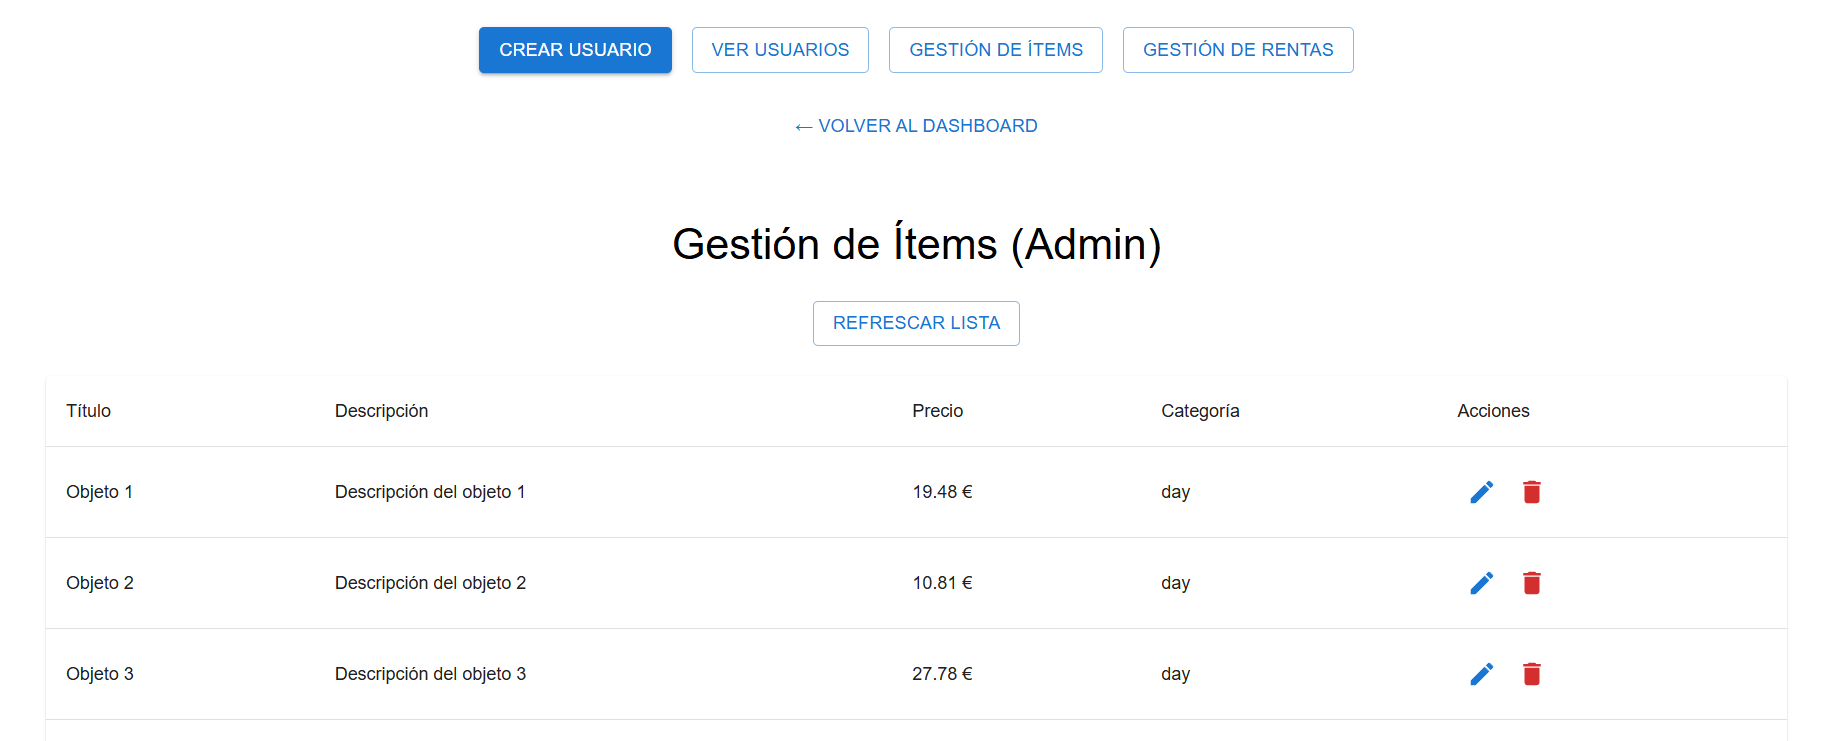 CREAR USUARIO VER USUARIOS GESTIÓN DE ÍTEMS GESTIÓN DE RENTAS
← VOLVER AL DASHBOARD
Gestión de Ítems (Admin)
REFRESCAR LISTA
Título Descripción Precio Categoría Acciones
Objeto 1 Descripción del objeto 1 19.48 € day
Objeto 2 Descripción del objeto 2 10.81 € day
Objeto 3 Descripción del objeto 3 27.78 € day